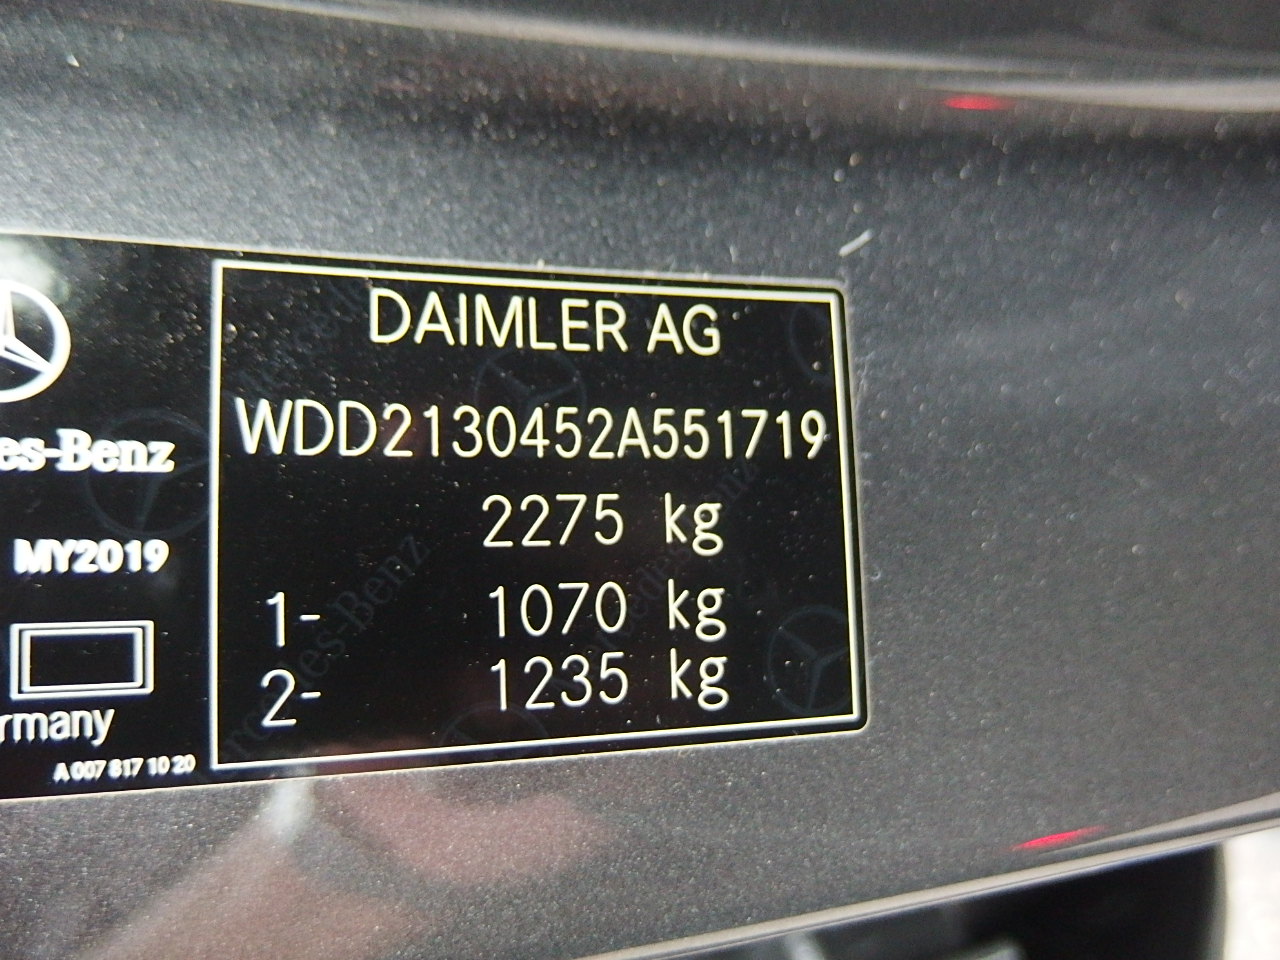 DAIMLER AG
WDD2130452A551719
2275 kg
1- 1070 kg
2- 1235 kg
es-Benz
MY2019
rmany
A 007 817 10 20